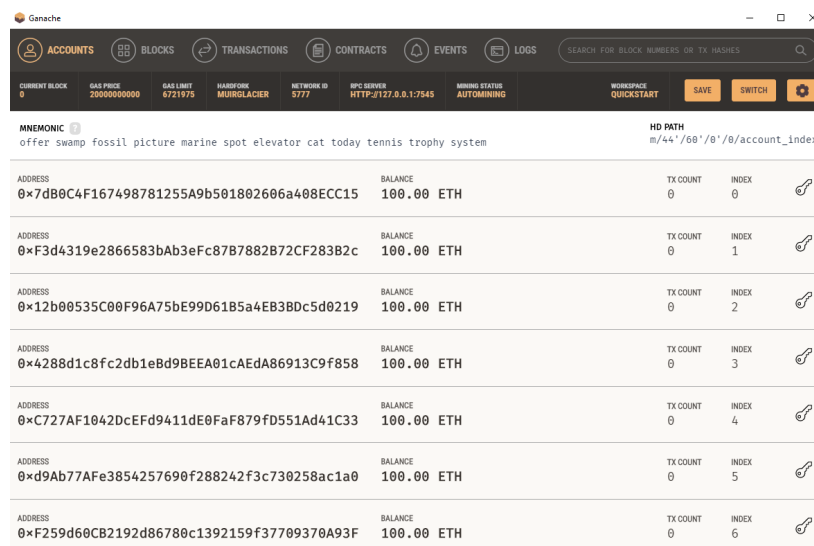 Ganache
ACCOUNTS BLOCKS TRANSACTIONS CONTRACTS EVENTS LOGS SEARCH FOR BLOCK NUMBERS OR TX HASHES
CURRENT BLOCK GAS PRICE GAS LIMIT HARDFORK NETWORK ID RPC SERVER MINING STATUS WORKSPACE
0 20000000000 6721975 MUIRGLACIER 5777 HTTP://127.0.0.1:7545 AUTOMINING QUICKSTART SAVE SWITCH
MNEMONIC ? HD PATH
offer swamp fossil picture marine spot elevator cat today tennis trophy system m/44'/60'/0'/0/account_index
ADDRESS BALANCE TX COUNT INDEX
0×7dB0C4F167498781255A9b501802606a408ECC15 100.00 ETH 0 0
ADDRESS BALANCE TX COUNT INDEX
0×F3d4319e2866583bAb3eFc87B7882B72CF283B2c 100.00 ETH 0 1
ADDRESS BALANCE TX COUNT INDEX
0×12b00535C00F96A75bE99D61B5a4EB3BDc5d0219 100.00 ETH 0 2
ADDRESS BALANCE TX COUNT INDEX
0×4288d1c8fc2db1eBd9BEEA01cAEdA86913C9f858 100.00 ETH 0 3
ADDRESS BALANCE TX COUNT INDEX
0×C727AF1042DcEFd9411dE0FaF879fD551Ad41C33 100.00 ETH 0 4
ADDRESS BALANCE TX COUNT INDEX
0×d9Ab77AFe3854257690f288242f3c730258ac1a0 100.00 ETH 0 5
ADDRESS BALANCE TX COUNT INDEX
0×F259d60CB2192d86780c1392159f37709370A93F 100.00 ETH 0 6